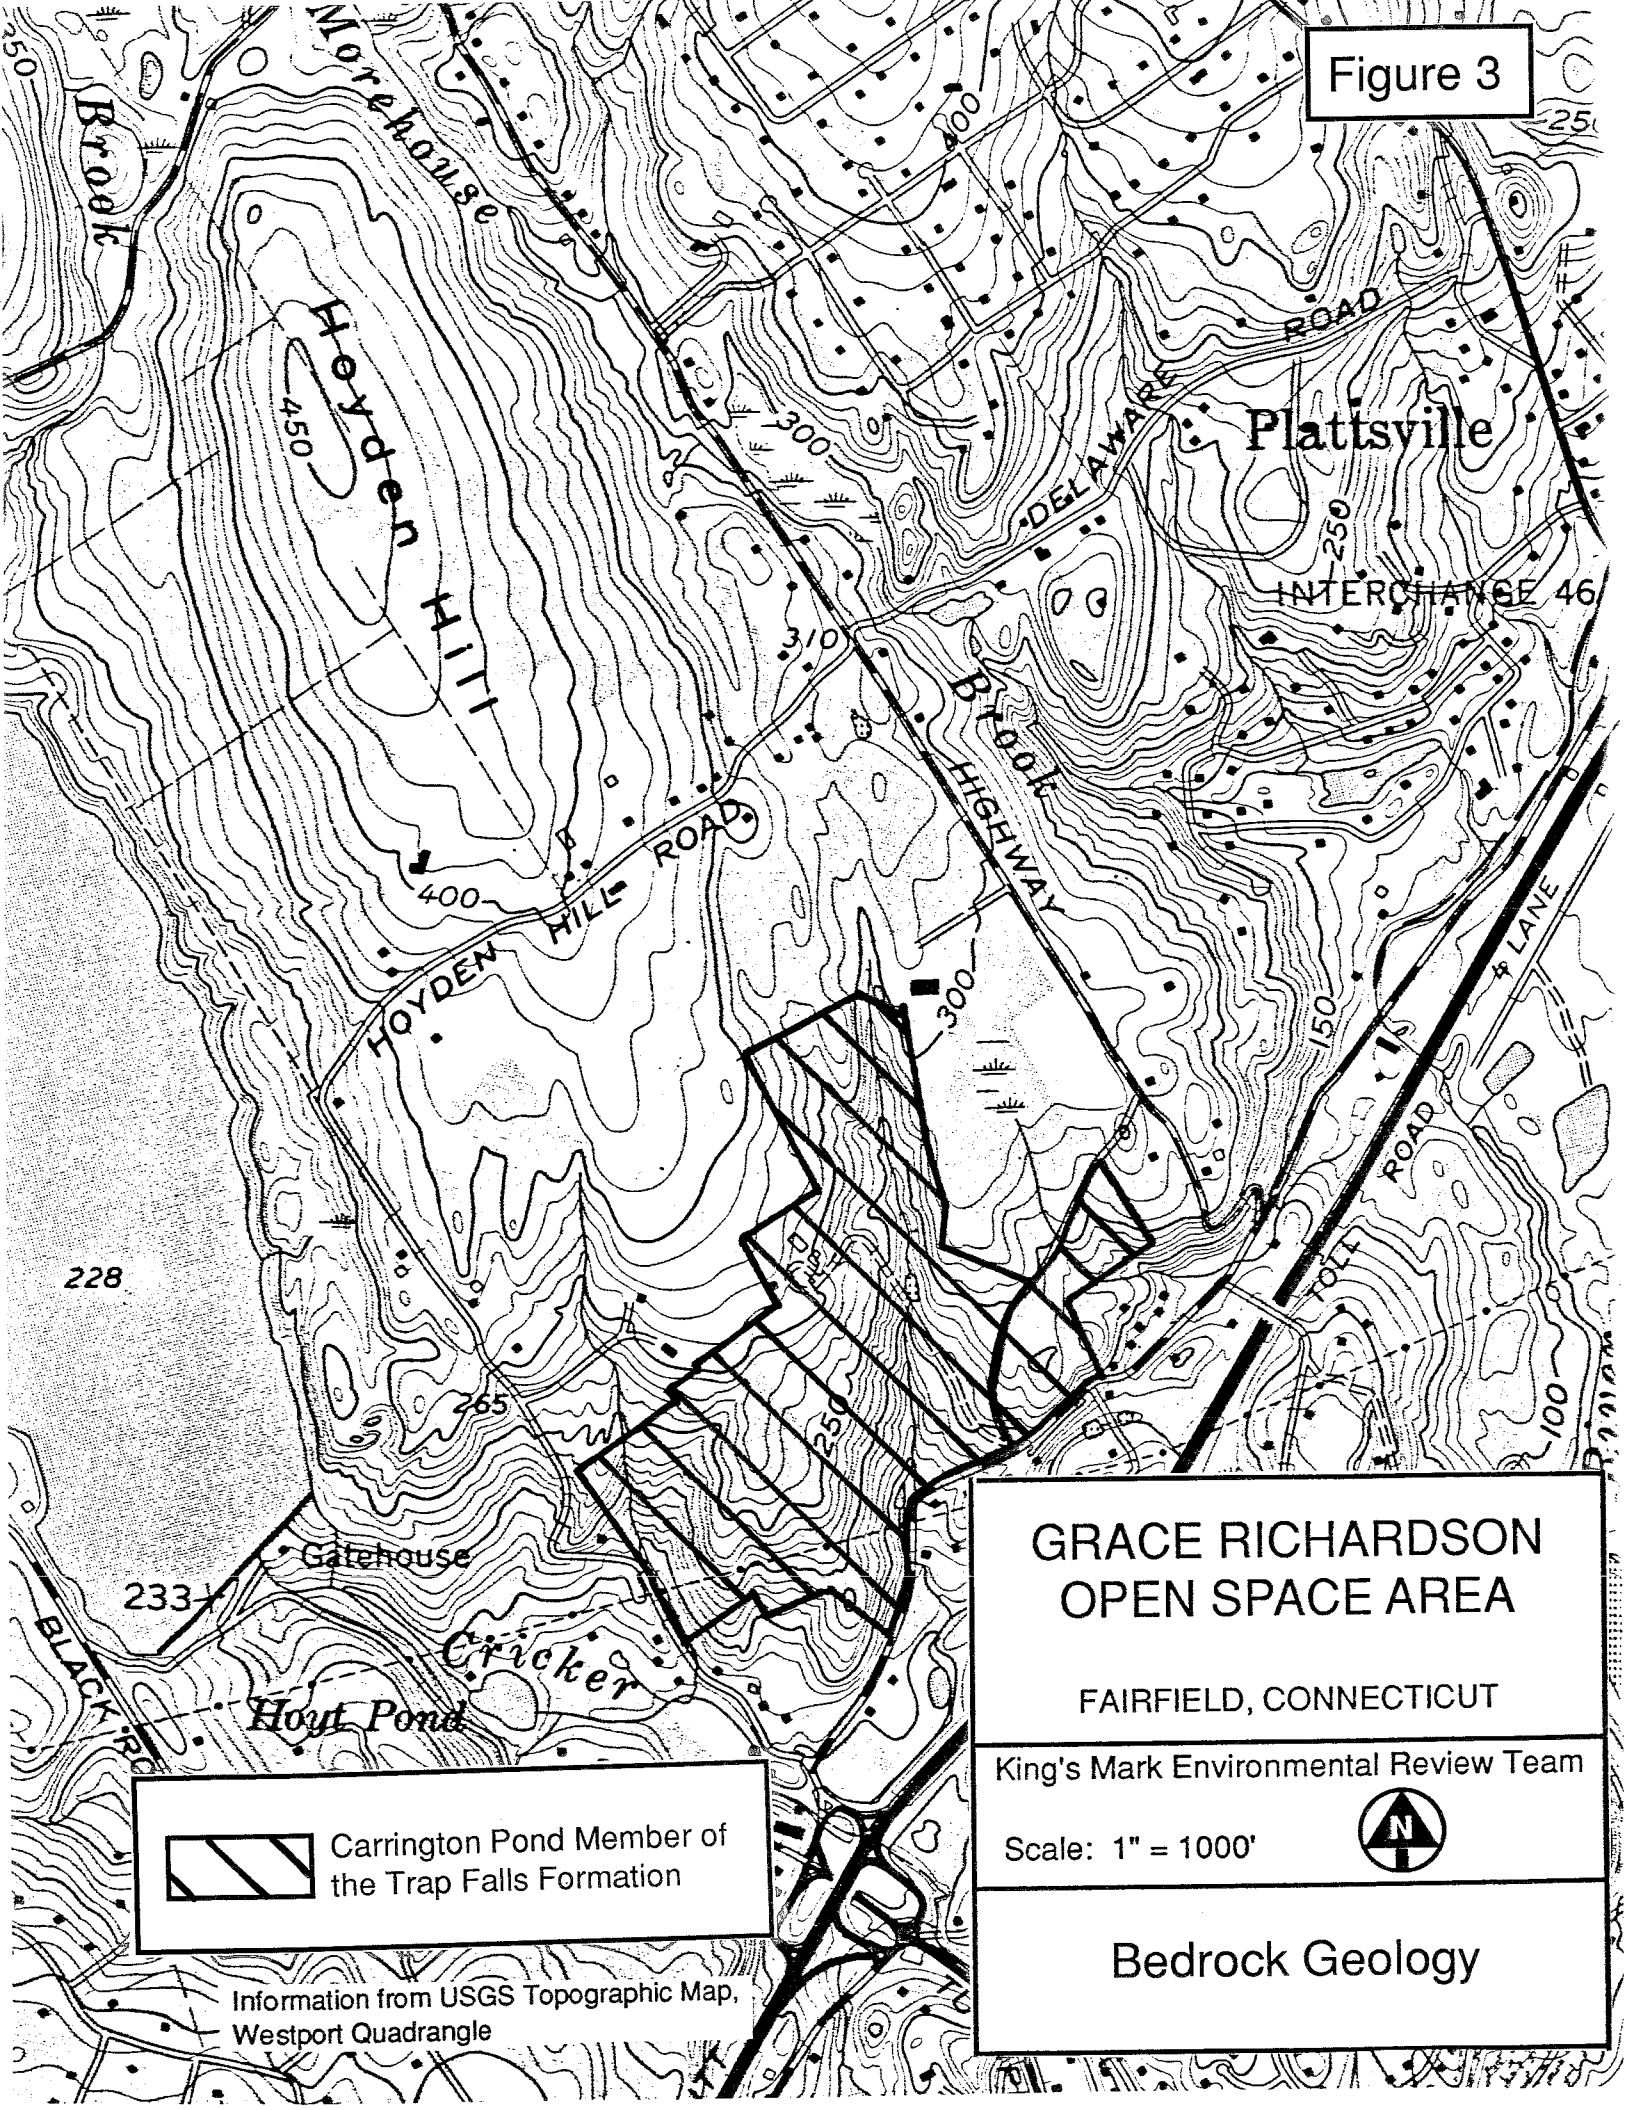 Figure 3
350
Brook
Morehouse
400
250
Hoyden Hill
450
ROAD
DELAWARE
Plattsville
300
250
INTERCHANGE 46
310
Brook
HIGHWAY
400
HOYDEN HILL ROAD
LANE
300
150
ROAD
TOLL
228
265
250
100
Gatehouse
233
BLACK
Cricker
Hoyt Pond
GRACE RICHARDSON
OPEN SPACE AREA
FAIRFIELD, CONNECTICUT
King's Mark Environmental Review Team
Scale: 1" = 1000'
N
Bedrock Geology
Carrington Pond Member of
the Trap Falls Formation
Information from USGS Topographic Map,
Westport Quadrangle